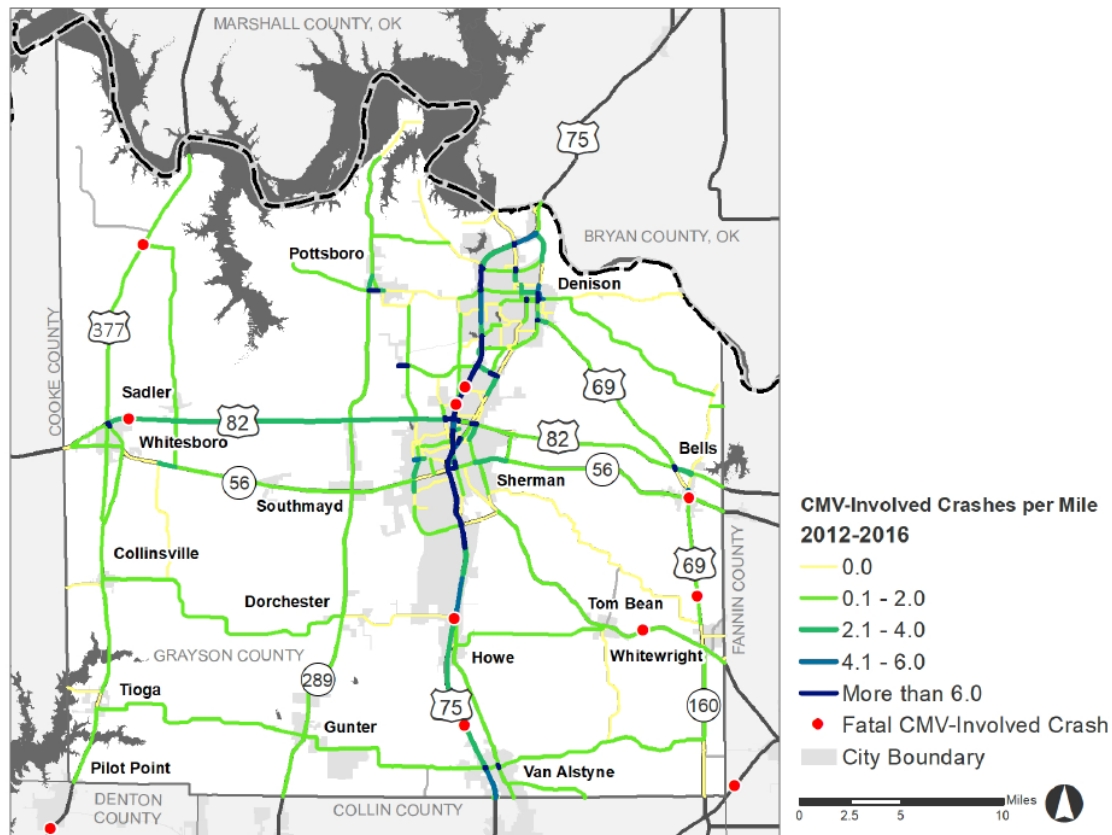 MARSHALL COUNTY, OK
75
BRYAN COUNTY, OK
Pottsboro
Denison
COOKE COUNTY
377
69
Sadler
82
82
Bells
Whitesboro
56
56
Sherman
Southmayd
CMV-Involved Crashes per Mile
2012-2016
0.0
0.1 - 2.0
2.1 - 4.0
4.1 - 6.0
More than 6.0
Fatal CMV-Involved Crash
City Boundary
Collinsville
69
FANNIN COUNTY
Dorchester
Tom Bean
GRAYSON COUNTY
Howe
Whitewright
289
Tioga
75
160
Gunter
Pilot Point
Van Alstyne
DENTON
COUNTY
COLLIN COUNTY
Miles
0 2.5 5 10